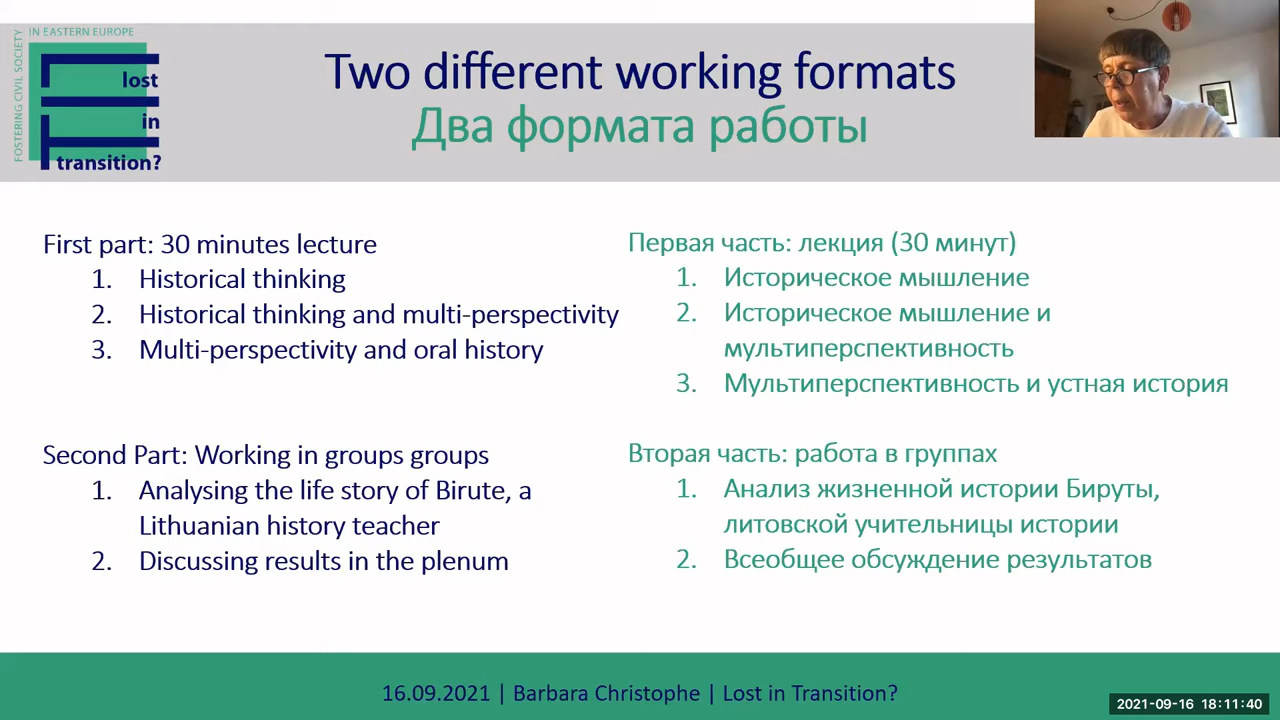 IN EASTERN EUROPE
FOSTERING CIVIL SOCIETY
lost
in
transition?
Two different working formats
Два формата работы
First part: 30 minutes lecture
1. Historical thinking
2. Historical thinking and multi-perspectivity
3. Multi-perspectivity and oral history
Second Part: Working in groups groups
1. Analysing the life story of Birute, a
Lithuanian history teacher
2. Discussing results in the plenum
Первая часть: лекция (30 минут)
1. Историческое мышление
2. Историческое мышление и
мультиперспективность
3. Мультиперспективность и устная история
Вторая часть: работа в группах
1. Анализ жизненной истории Бируты,
литовской учительницы истории
2. Всеобщее обсуждение результатов
16.09.2021 | Barbara Christophe | Lost in Transition?
2021-09-16 18:11:40